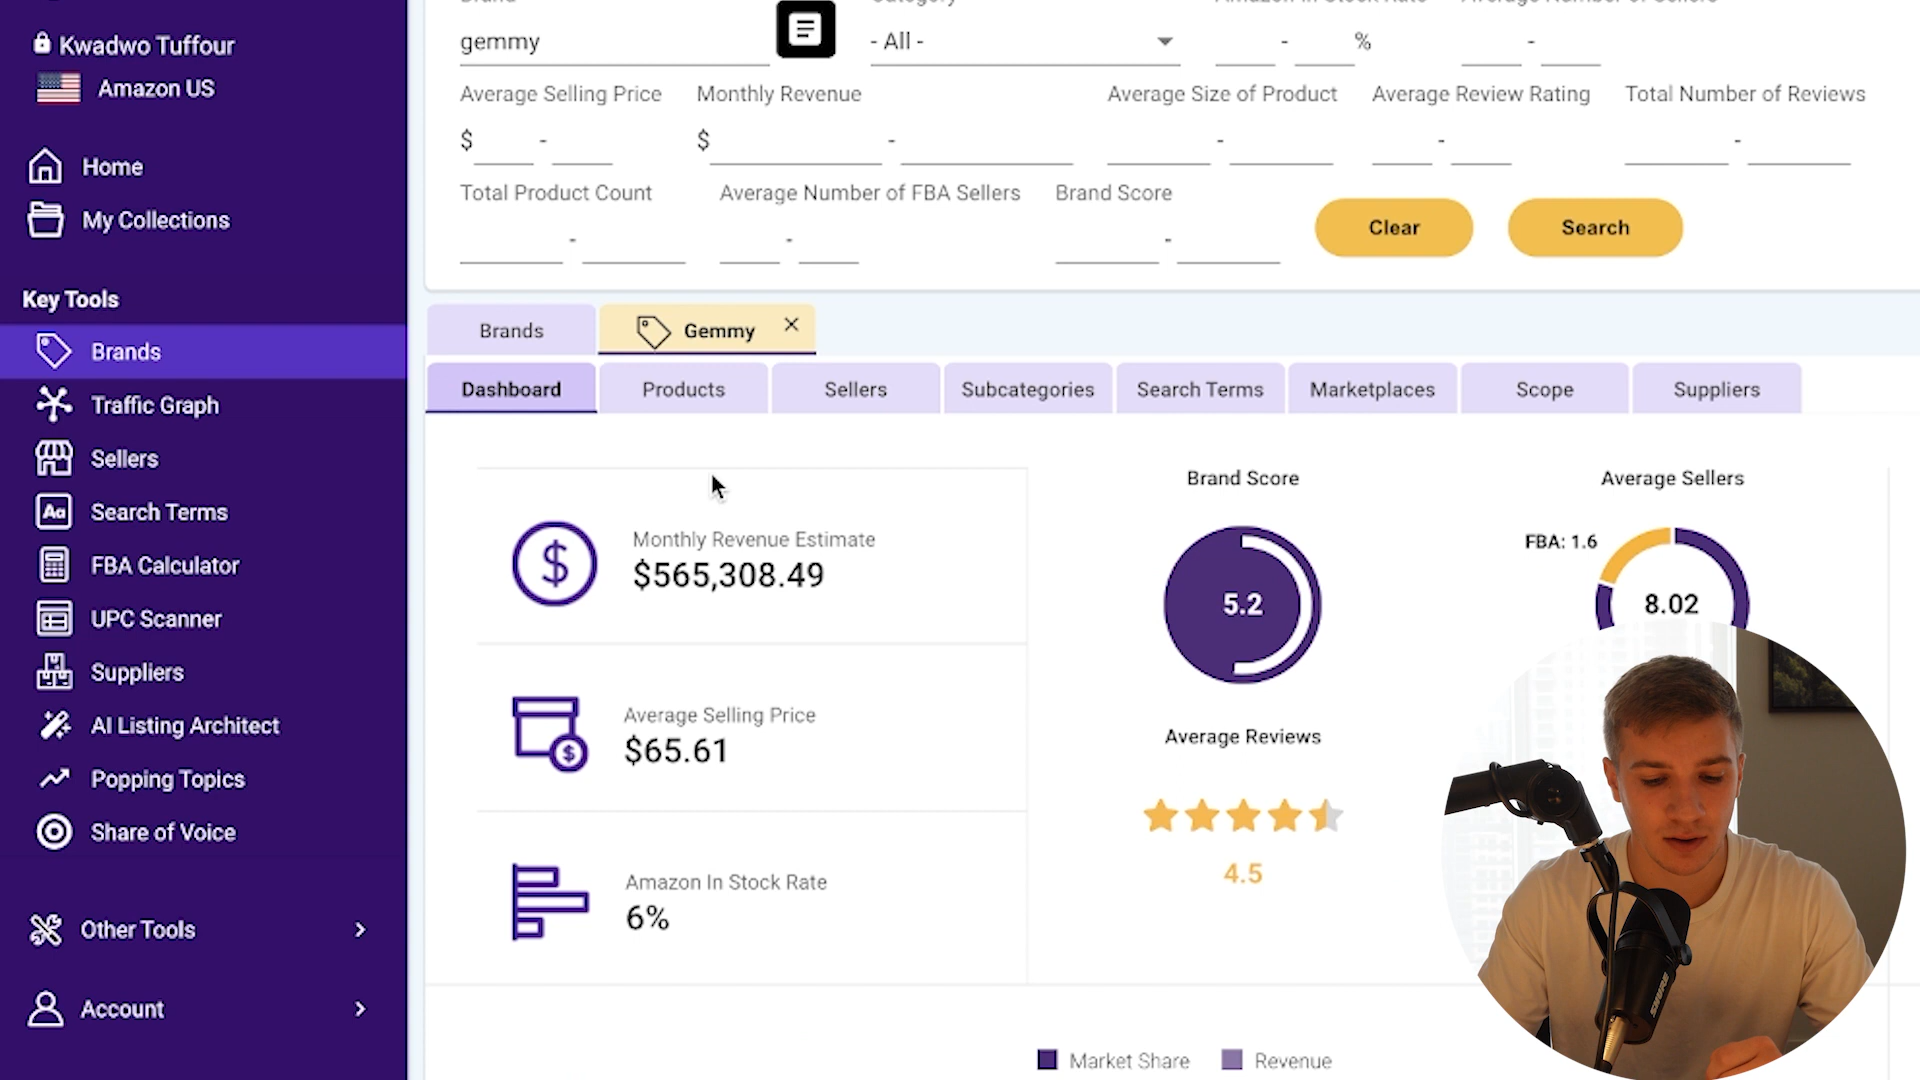 Kwadwo Tuffour
Amazon US
Home
My Collections
Key Tools
Brands
Traffic Graph
Sellers
Aa Search Terms
FBA Calculator
UPC Scanner
Suppliers
AI Listing Architect
Popping Topics
Share of Voice
Other Tools
Account
gemmy
- All -
- %
-
Average Selling Price
Monthly Revenue
Average Size of Product
Average Review Rating
Total Number of Reviews
$ -
$ -
-
-
-
Total Product Count
Average Number of FBA Sellers
Brand Score
-
-
-
Clear
Search
Brands
Gemmy
Dashboard
Products
Sellers
Subcategories
Search Terms
Marketplaces
Scope
Suppliers
$
Monthly Revenue Estimate
$565,308.49
$
Average Selling Price
$65.61
Amazon In Stock Rate
6%
Brand Score
5.2
Average Reviews
4.5
Average Sellers
FBA: 1.6
8.02
SHURE
Market Share
Revenue